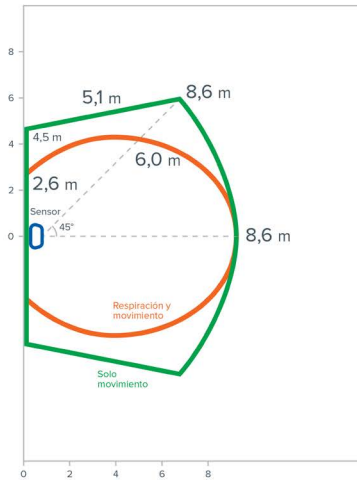 8
6
4
2
0
5,1 m
8,6 m
4,5 m
6,0 m
2,6 m
Sensor
45°
8,6 m
Respiración y
movimiento
Solo
movimiento
0
2
4
6
8